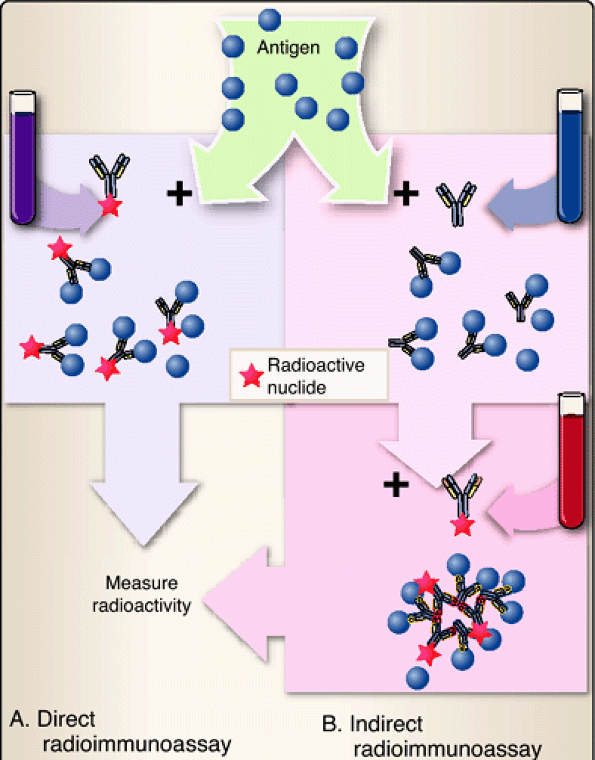 Antigen
+
+
Radioactive
nuclide
+
Measure
radioactivity
A. Direct
radioimmunoassay
B. Indirect
radioimmunoassay